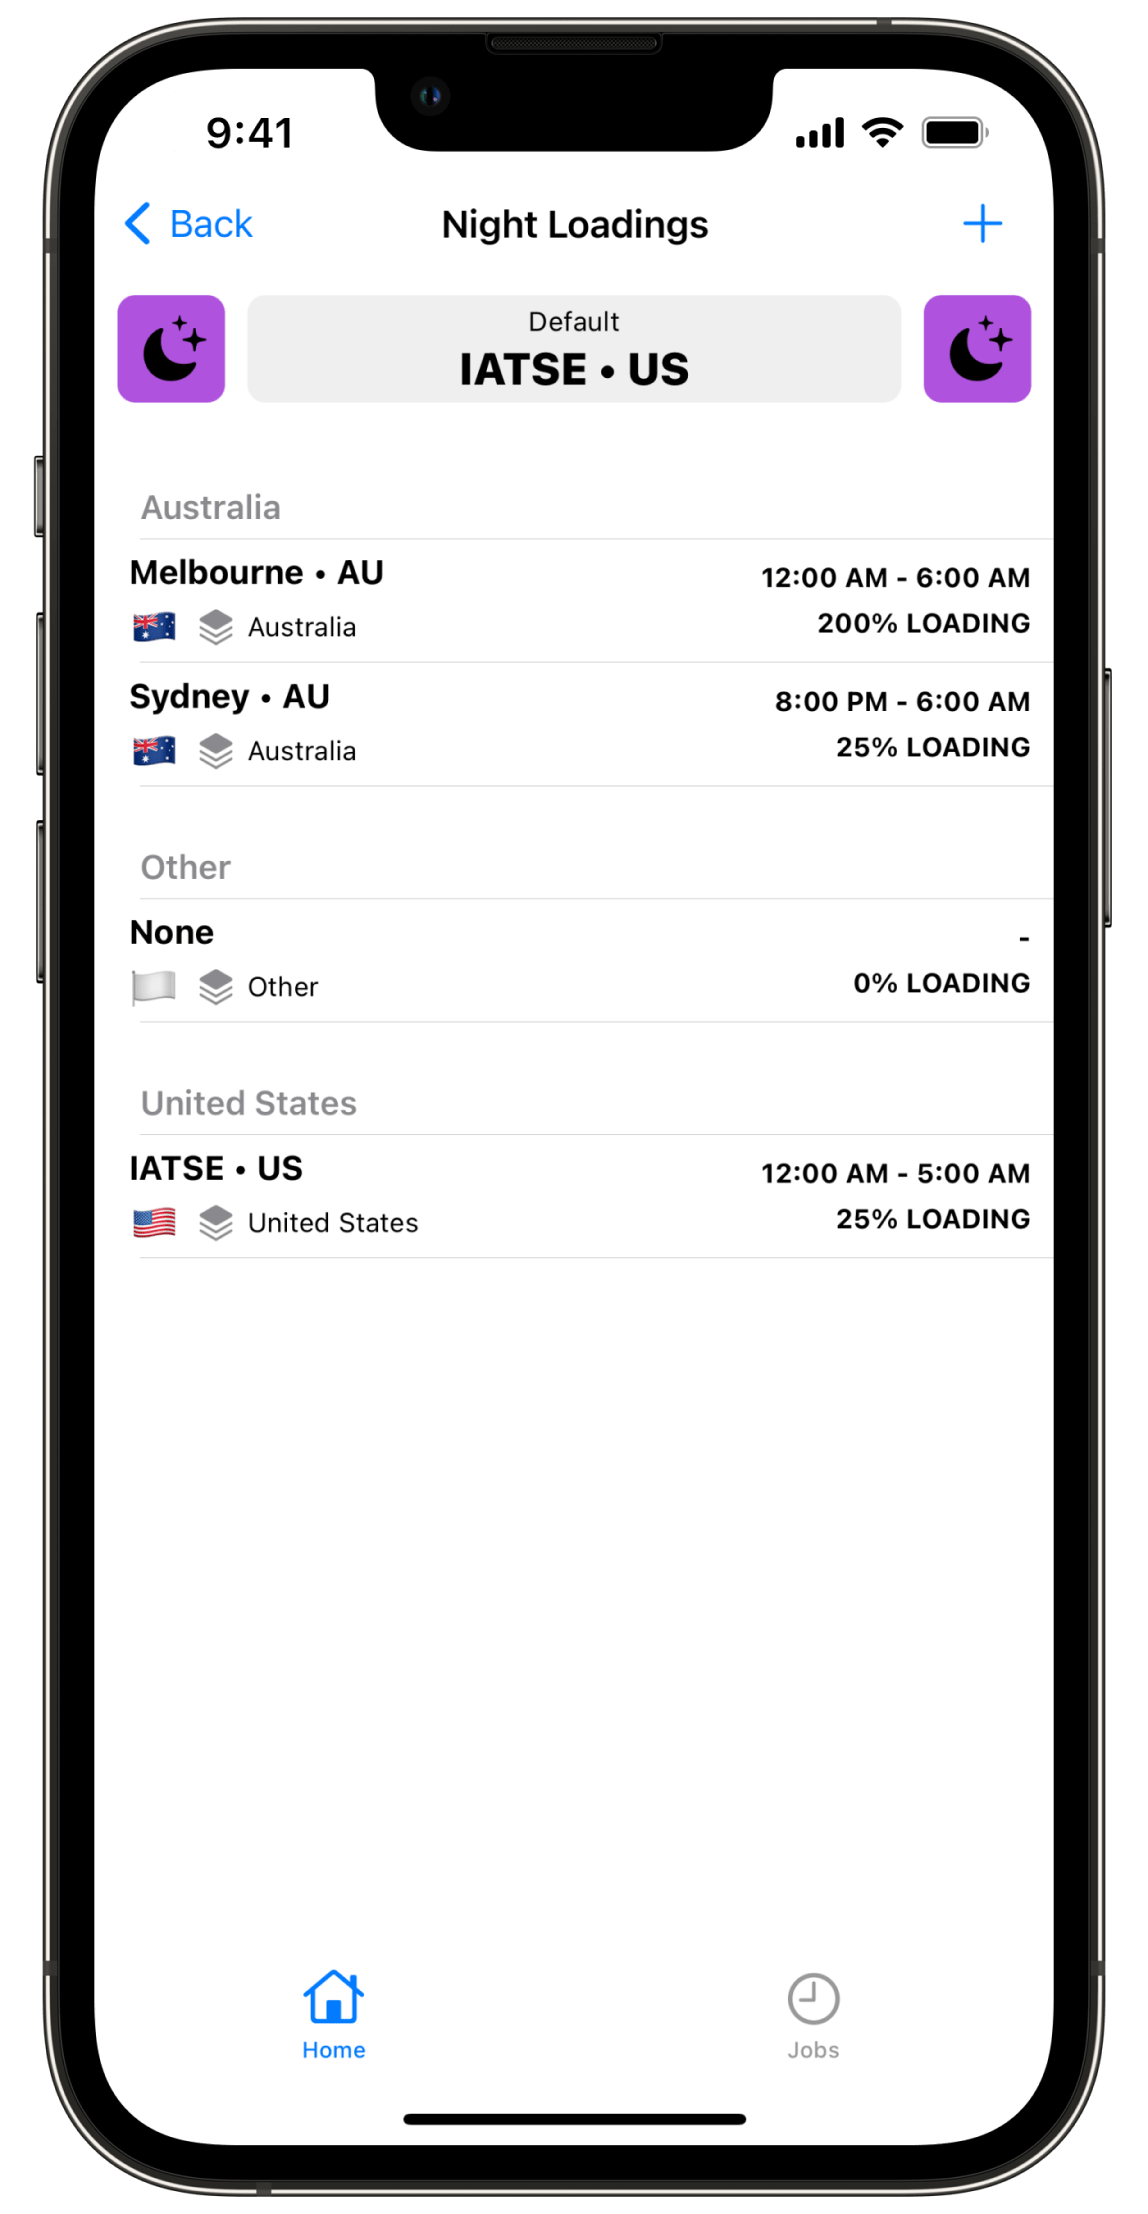 9:41
Back
Night Loadings
Default
IATSE • US
Australia
Melbourne • AU
12:00 AM - 6:00 AM
Australia
200% LOADING
Sydney • AU
8:00 PM - 6:00 AM
Australia
25% LOADING
Other
None
-
Other
0% LOADING
United States
IATSE • US
12:00 AM - 5:00 AM
United States
25% LOADING
Home
Jobs